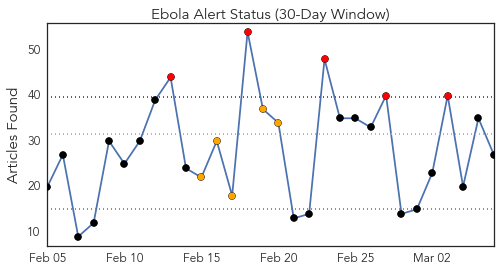 Ebola Alert Status (30-Day Window)
Articles Found
50
40
30
20
10
Feb 05
Feb 10
Feb 15
Feb 20
Feb 25
Mar 02